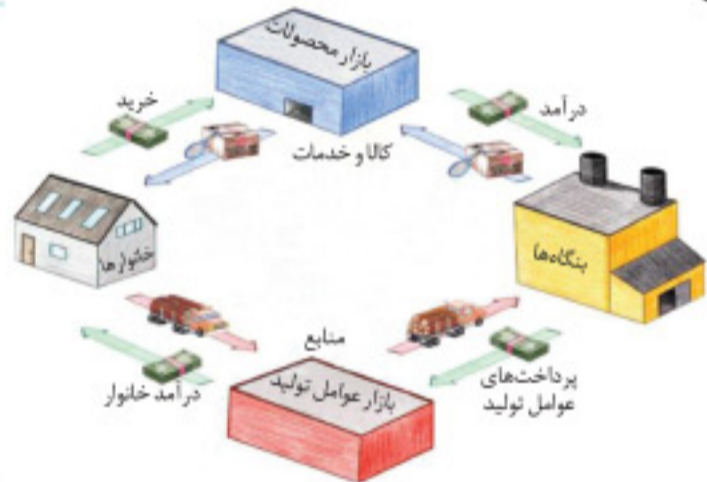 بازار محصولات
درآمد
خرید
کالا و خدمات
بنگاه‌ها
خانوارها
منابع
پرداخت‌های
عوامل تولید
بازار عوامل تولید
درآمد خانوار